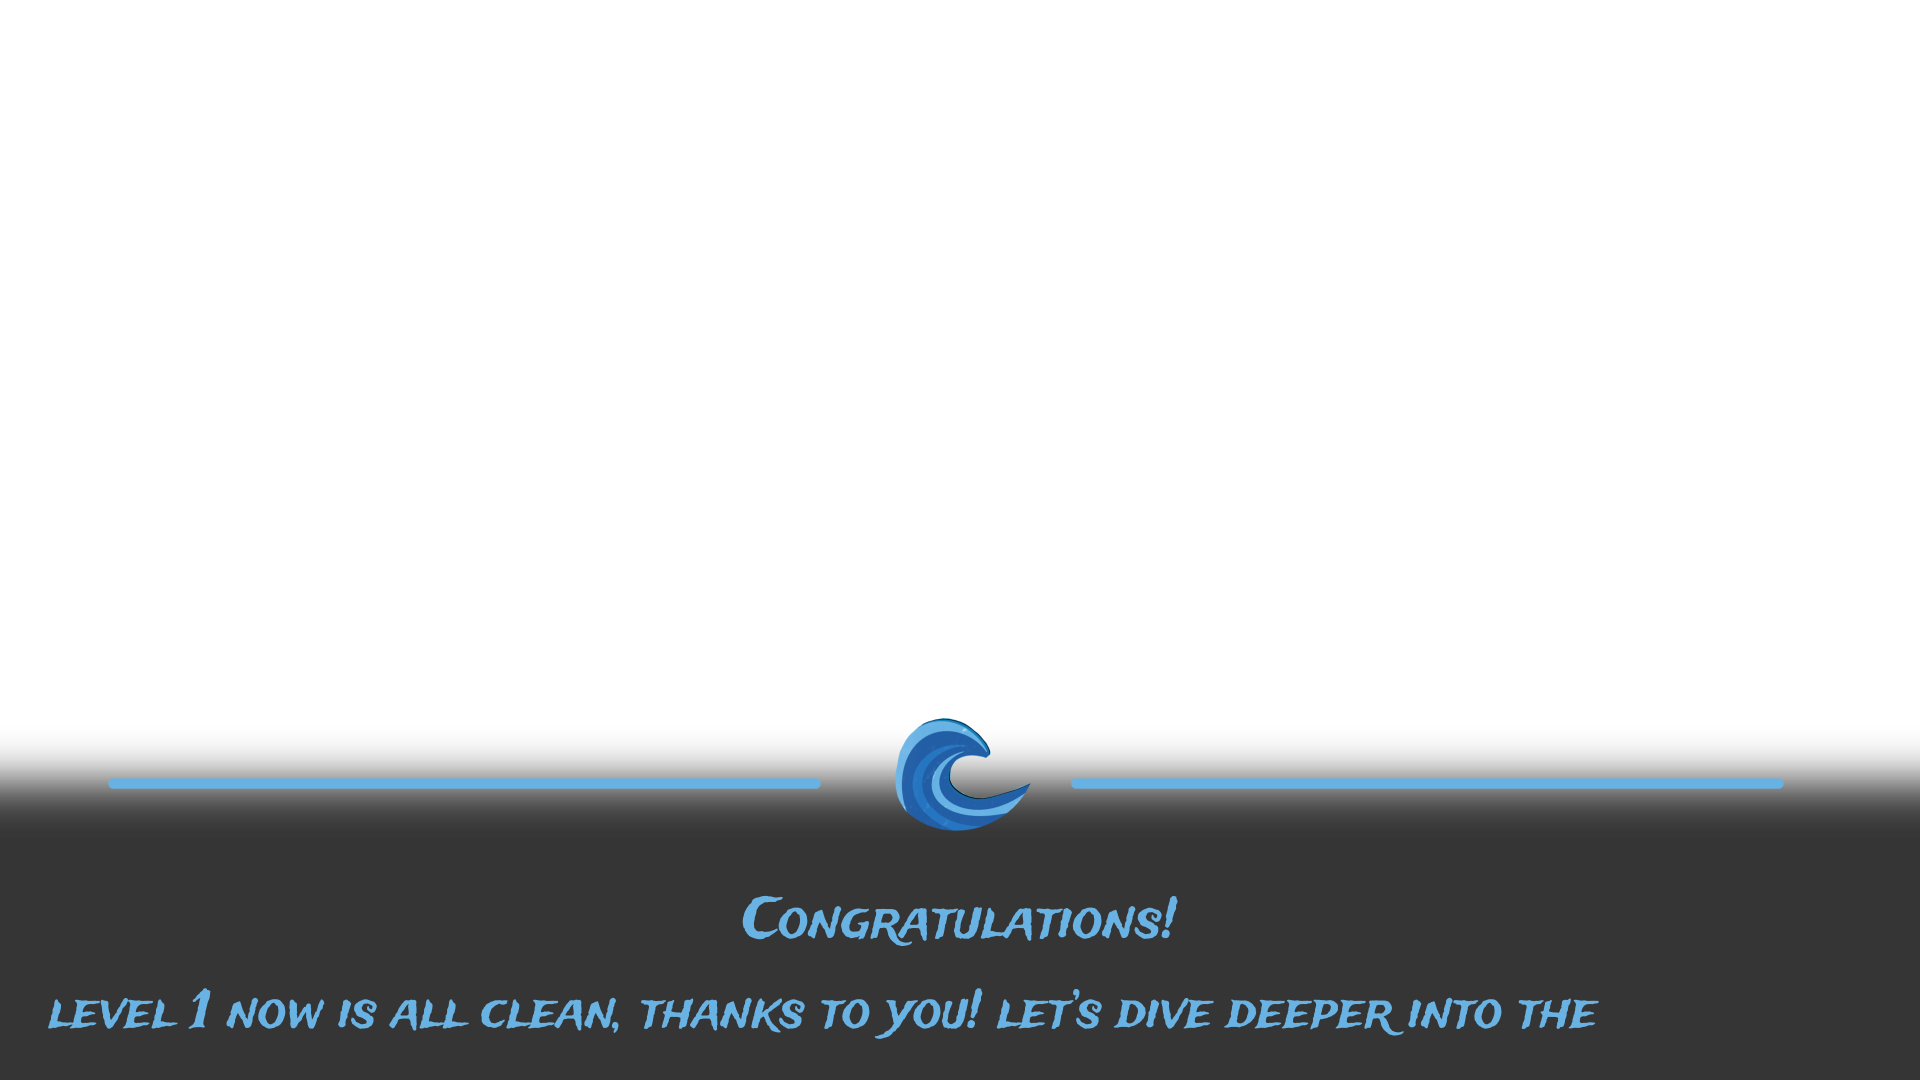 Congratulations!
level 1 now is all clean, thanks to you! let's dive deeper into the